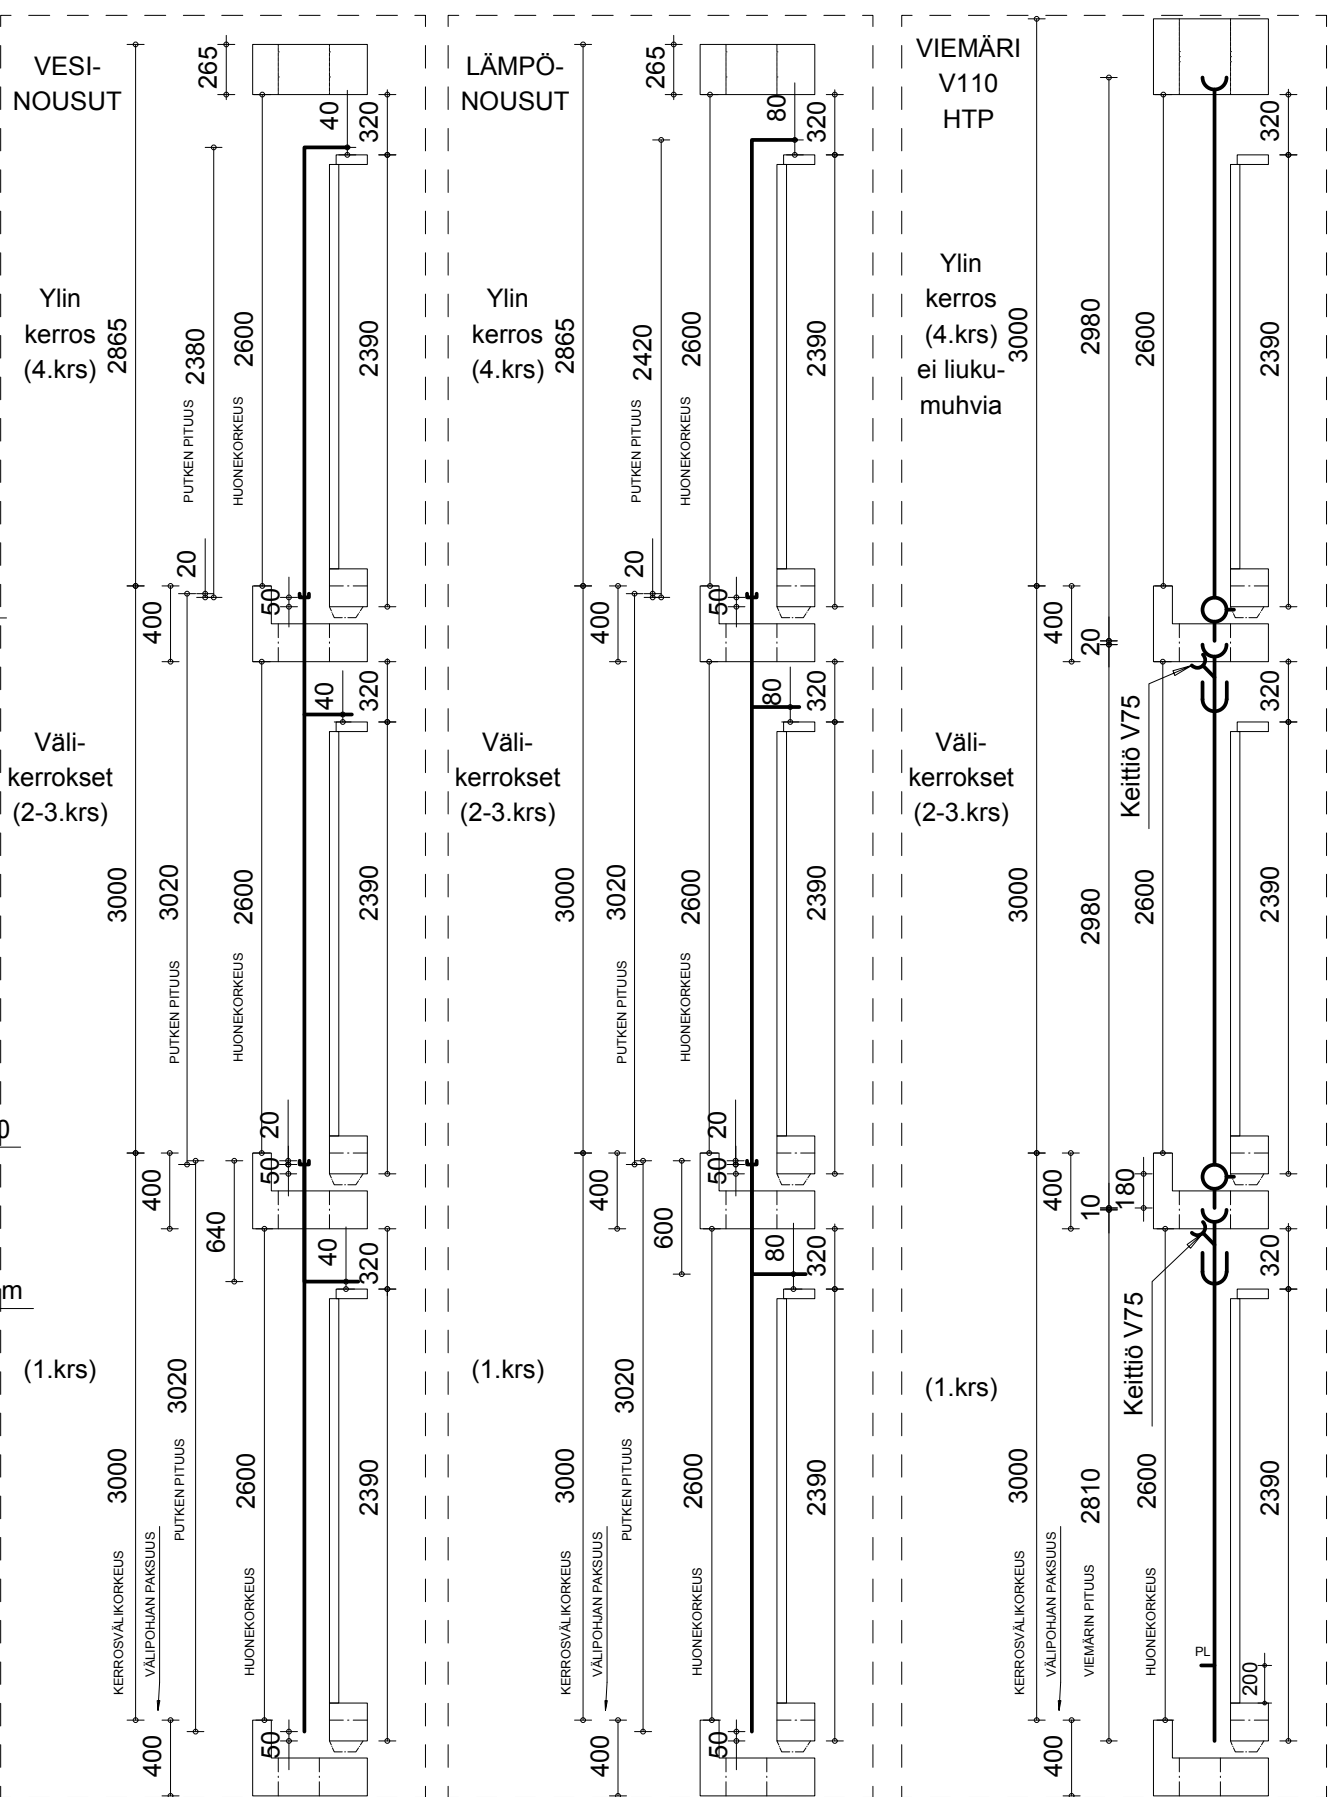 VESI-
NOUSUT
265
40
320
Ylin
kerros
(4.krs)
2865
2380
PUTKEN PITUUS
2600
HUONEKORKEUS
2390
20
50
400
40
320
Väli-
kerrokset
(2-3.krs)
3000
3020
PUTKEN PITUUS
2600
HUONEKORKEUS
2390
20
50
400
640
40
320
m
(1.krs)
3000
KERROSVÄLIKORKEUS
VÄLIPOHJAN PAKSUUS
3020
PUTKEN PITUUS
2600
HUONEKORKEUS
2390
400
50
LÄMPÖ-
NOUSUT
265
80
320
Ylin
kerros
(4.krs)
2865
2420
PUTKEN PITUUS
2600
HUONEKORKEUS
2390
20
50
400
80
320
Väli-
kerrokset
(2-3.krs)
3000
3020
PUTKEN PITUUS
2600
HUONEKORKEUS
2390
20
50
400
600
80
320
(1.krs)
3000
KERROSVÄLIKORKEUS
VÄLIPOHJAN PAKSUUS
3020
PUTKEN PITUUS
2600
HUONEKORKEUS
2390
400
50
VIEMÄRI
V110
HTP
320
Ylin
kerros
(4.krs)
ei liuku-
muhvia
3000
2980
2600
2390
400
20
Keittiö V75
320
Väli-
kerrokset
(2-3.krs)
3000
2980
2600
2390
400
10
180
Keittiö V75
320
(1.krs)
3000
KERROSVÄLIKORKEUS
VÄLIPOHJAN PAKSUUS
2810
VIEMÄRIN PITUUS
2600
HUONEKORKEUS
2390
PL
200
400